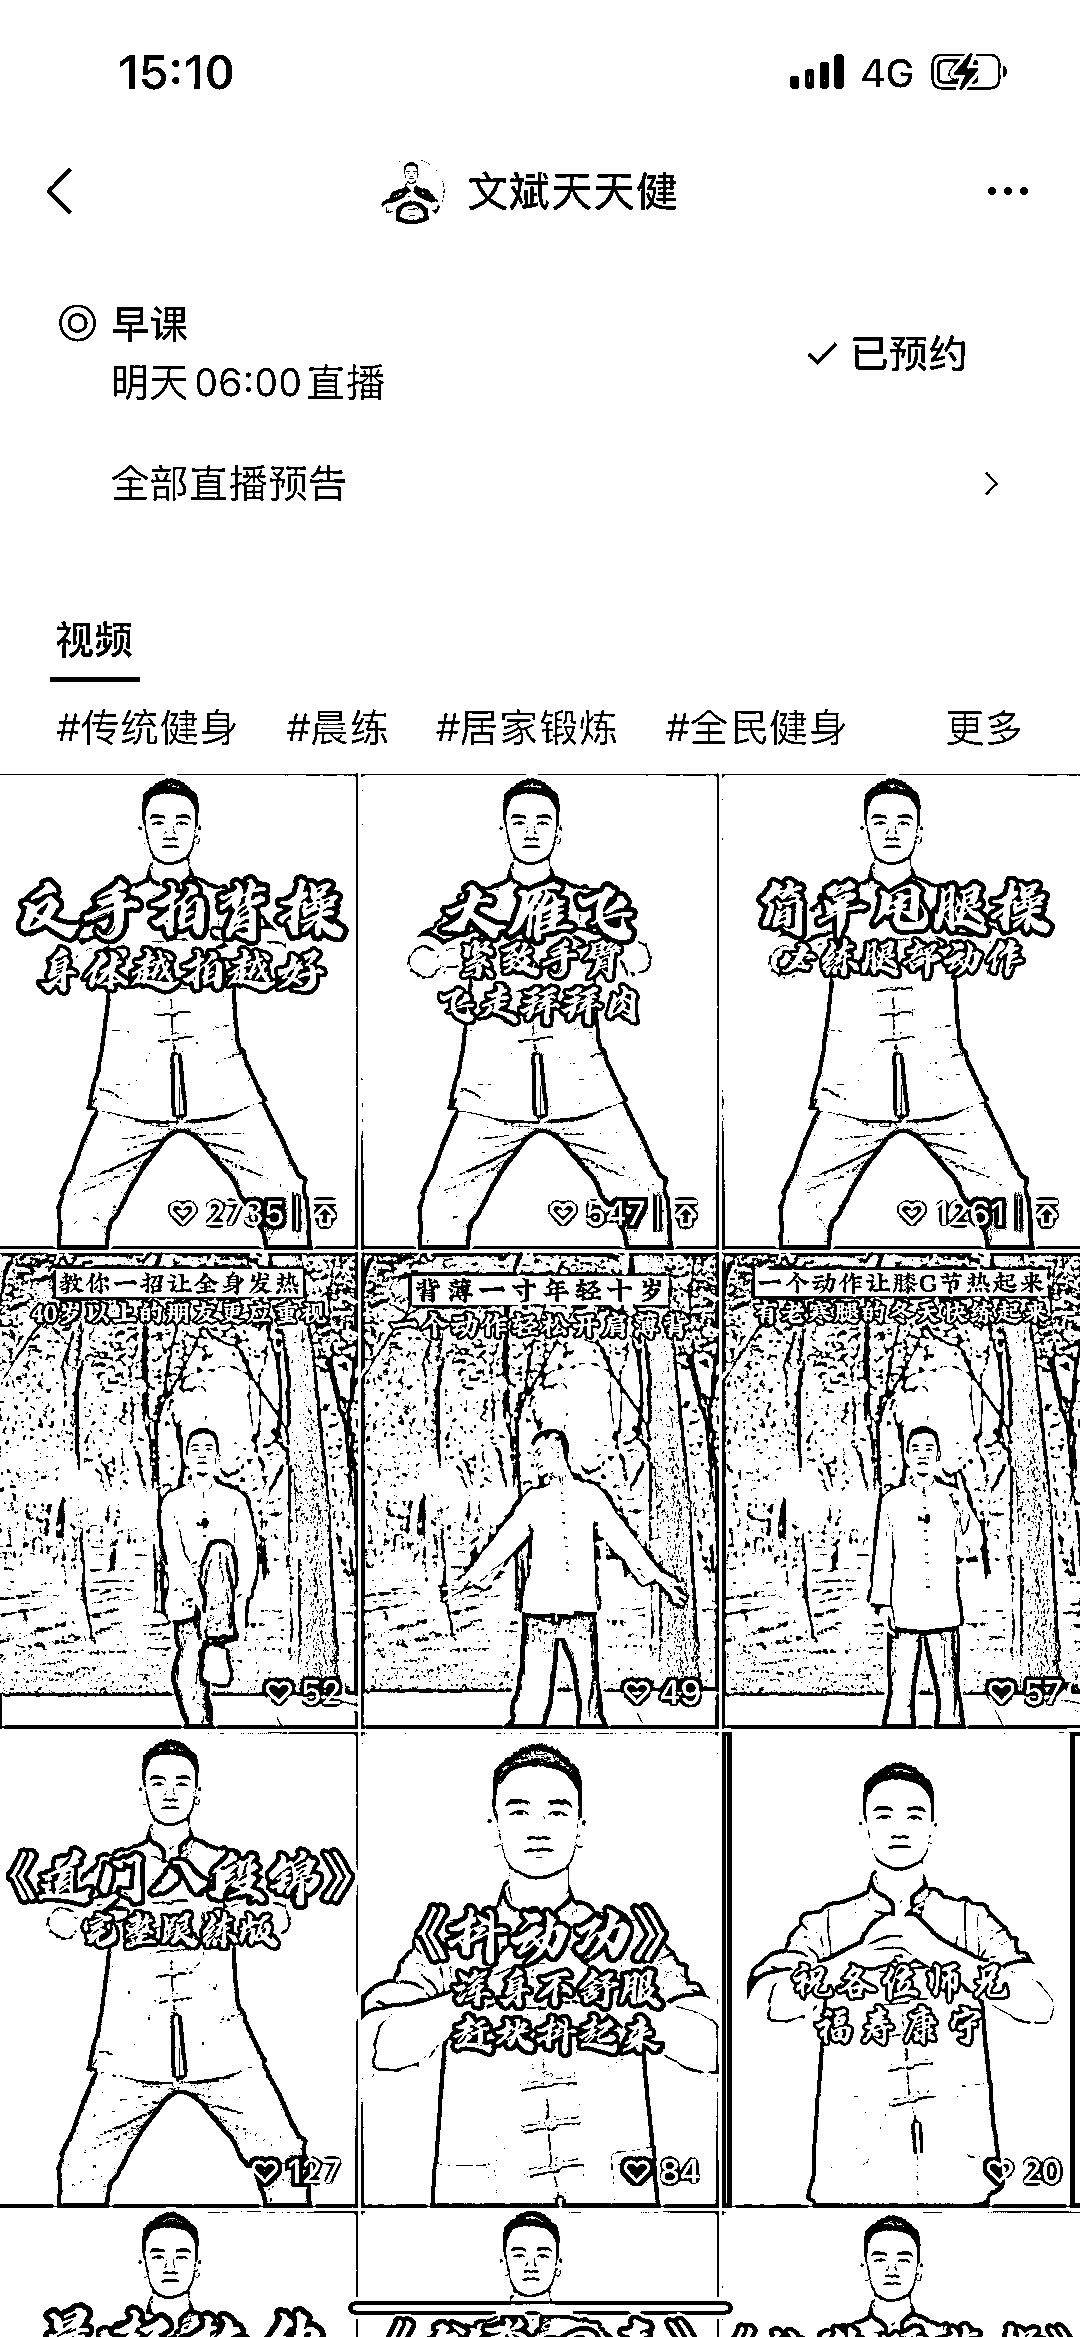 15:10
4G
文斌天天健
早课
明天06:00直播
已预约
全部直播预告
视频
#传统健身 #晨练 #居家锻炼 #全民健身 更多
反手拍背操
身体越拍越好
2735
大雁飞
紧致手臂
飞走拜拜肉
547
简单甩腿操
必练腿部动作
1261
教你一招让全身发热
40岁以上的朋友更应重视
52
背薄一寸年轻十岁
一个动作轻松开肩薄背
49
一个动作让膝G节热起来
有老寒腿的冬天快练起来
57
《道门八段锦》
完整跟练版
127
《抖动功》
浑身不舒服
赶快抖起来
84
祝各位师兄
福寿康宁
20